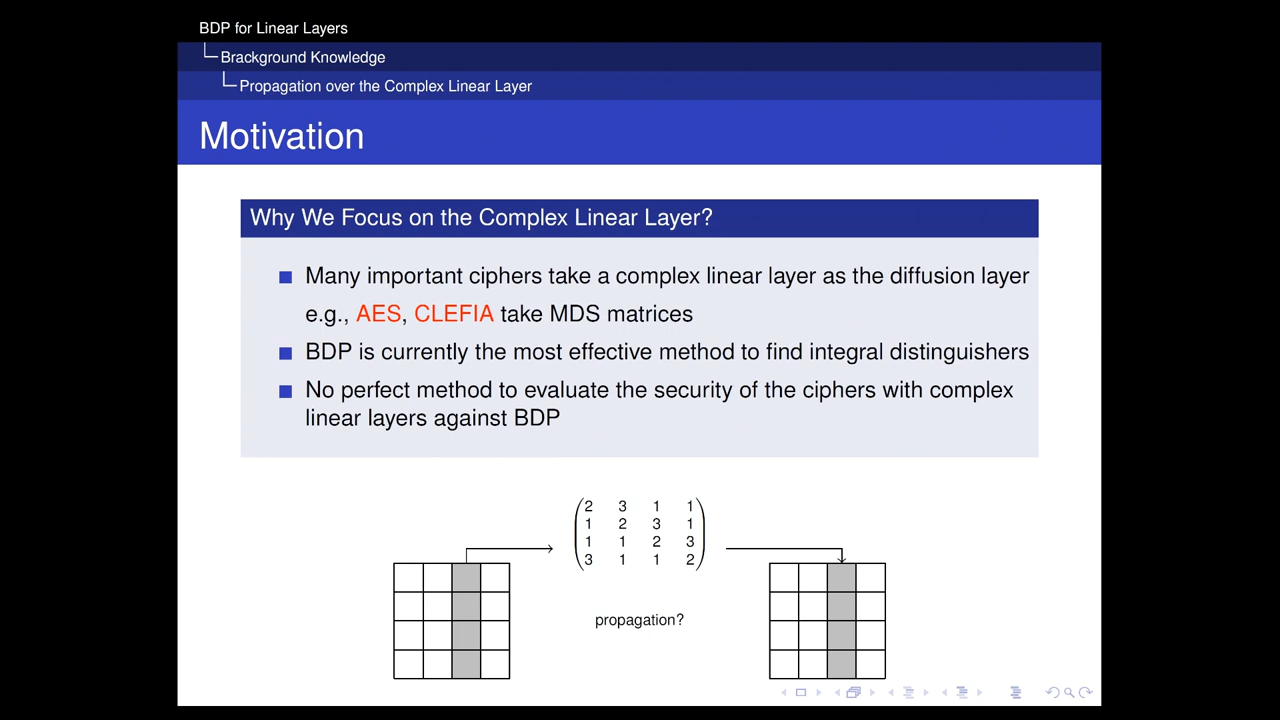 BDP for Linear Layers
Brackground Knowledge
Propagation over the Complex Linear Layer
Motivation
Why We Focus on the Complex Linear Layer?
Many important ciphers take a complex linear layer as the diffusion layer
e.g., AES, CLEFIA take MDS matrices
BDP is currently the most effective method to find integral distinguishers
No perfect method to evaluate the security of the ciphers with complex
linear layers against BDP
2 3 1 1
1 2 3 1
1 1 2 3
3 1 1 2
propagation?